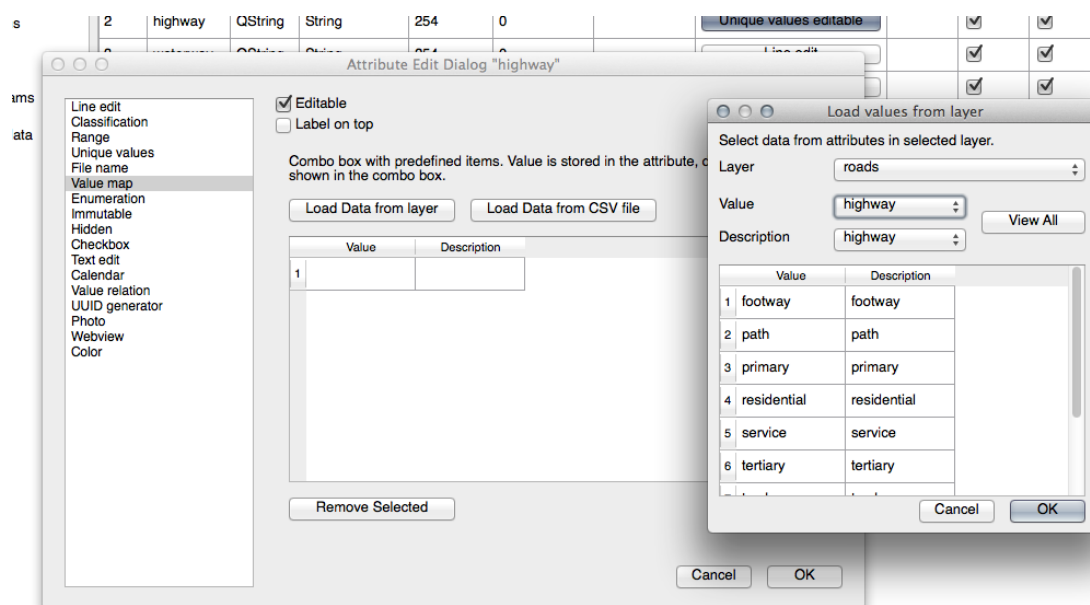 s
2 highway QString String 254 0 Unique values editable
Line edit
Attribute Edit Dialog "highway"
ams
ata
Line edit
Classification
Range
Unique values
File name
Value map
Enumeration
Immutable
Hidden
Checkbox
Text edit
Calendar
Value relation
UUID generator
Photo
Webview
Color
Editable
Label on top
Combo box with predefined items. Value is stored in the attribute,
shown in the combo box.
Load Data from layer Load Data from CSV file
Value Description
1
Remove Selected
Cancel OK
Load values from layer
Select data from attributes in selected layer.
Layer roads
Value highway
View All
Description highway
Value Description
1 footway footway
2 path path
3 primary primary
4 residential residential
5 service service
6 tertiary tertiary
Cancel OK